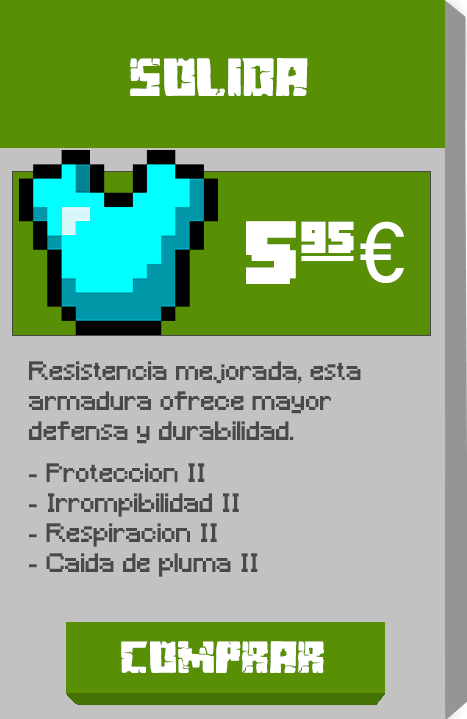 SOLIDA
5 95 €
Resistencia mejorada, esta
armadura ofrece mayor
defensa y durabilidad.
- Proteccion II
- Irrompibilidad II
- Respiracion II
- Caida de pluma II
COMPRAR